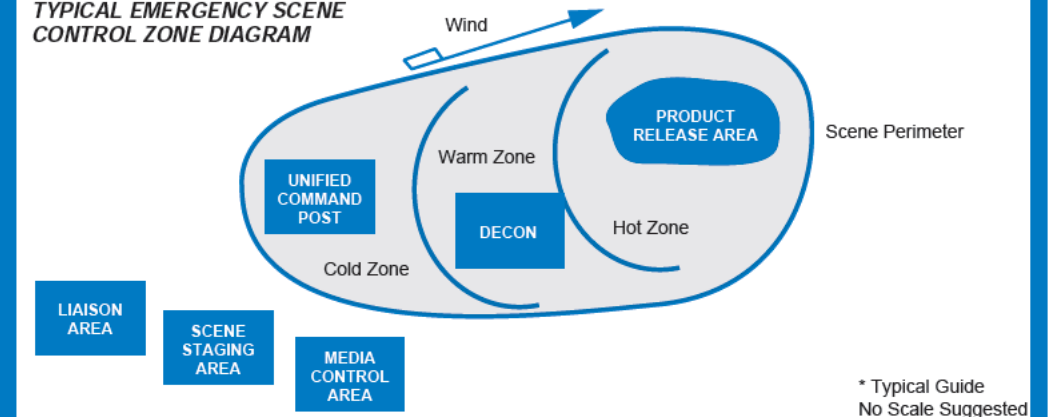 TYPICAL EMERGENCY SCENE
CONTROL ZONE DIAGRAM
Wind
PRODUCT
RELEASE AREA
Scene Perimeter
Warm Zone
UNIFIED
COMMAND
POST
DECON
Hot Zone
Cold Zone
LIAISON
AREA
SCENE
STAGING
AREA
MEDIA
CONTROL
AREA
* Typical Guide
No Scale Suggested